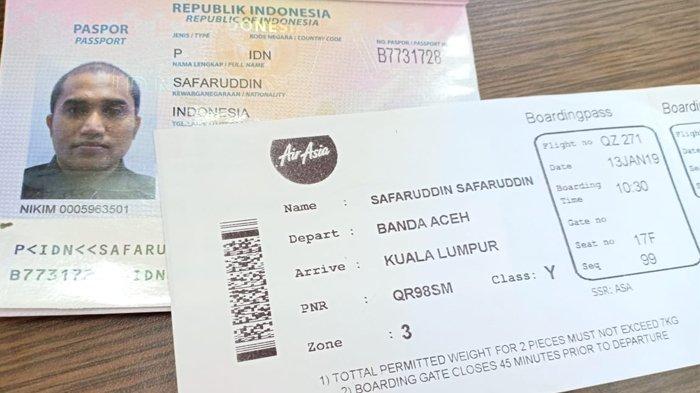 REPUBLIK INDONESIA
REPUBLIC OF INDONESIA
PASPOR
PASSPORT
JENIS / TYPE
KODE NEGARA / COUNTRY CODE
NO. PASPOR / PASSPORT
P
IDN
B7731728
NAMA LENGKAP / FULL NAME
SAFARUDDIN
KEWARGANEGARAAN / NATIONALITY
INDONESIA
NIKIM 0005963501
P<IDN<<SAFARUD
B773172
IDN
AirAsia
Boardingpass
Name : SAFARUDDIN SAFARUDDIN
Depart : BANDA ACEH
Arrive : KUALA LUMPUR
PNR : QR98SM
Class: Y
Zone : 3
Flight no QZ 271
Date 13JAN19
Boarding Time 10:30
Gate no
Seat no 17F
Seq 99
SSR: ASA
1) TOTTAL PERMITTED WEIGHT FOR 2 PIECES MUST NOT EXCEED 7KG
2) BOARDING GATE CLOSES 45 MINUTES PRIOR TO DEPARTURE
Boardin